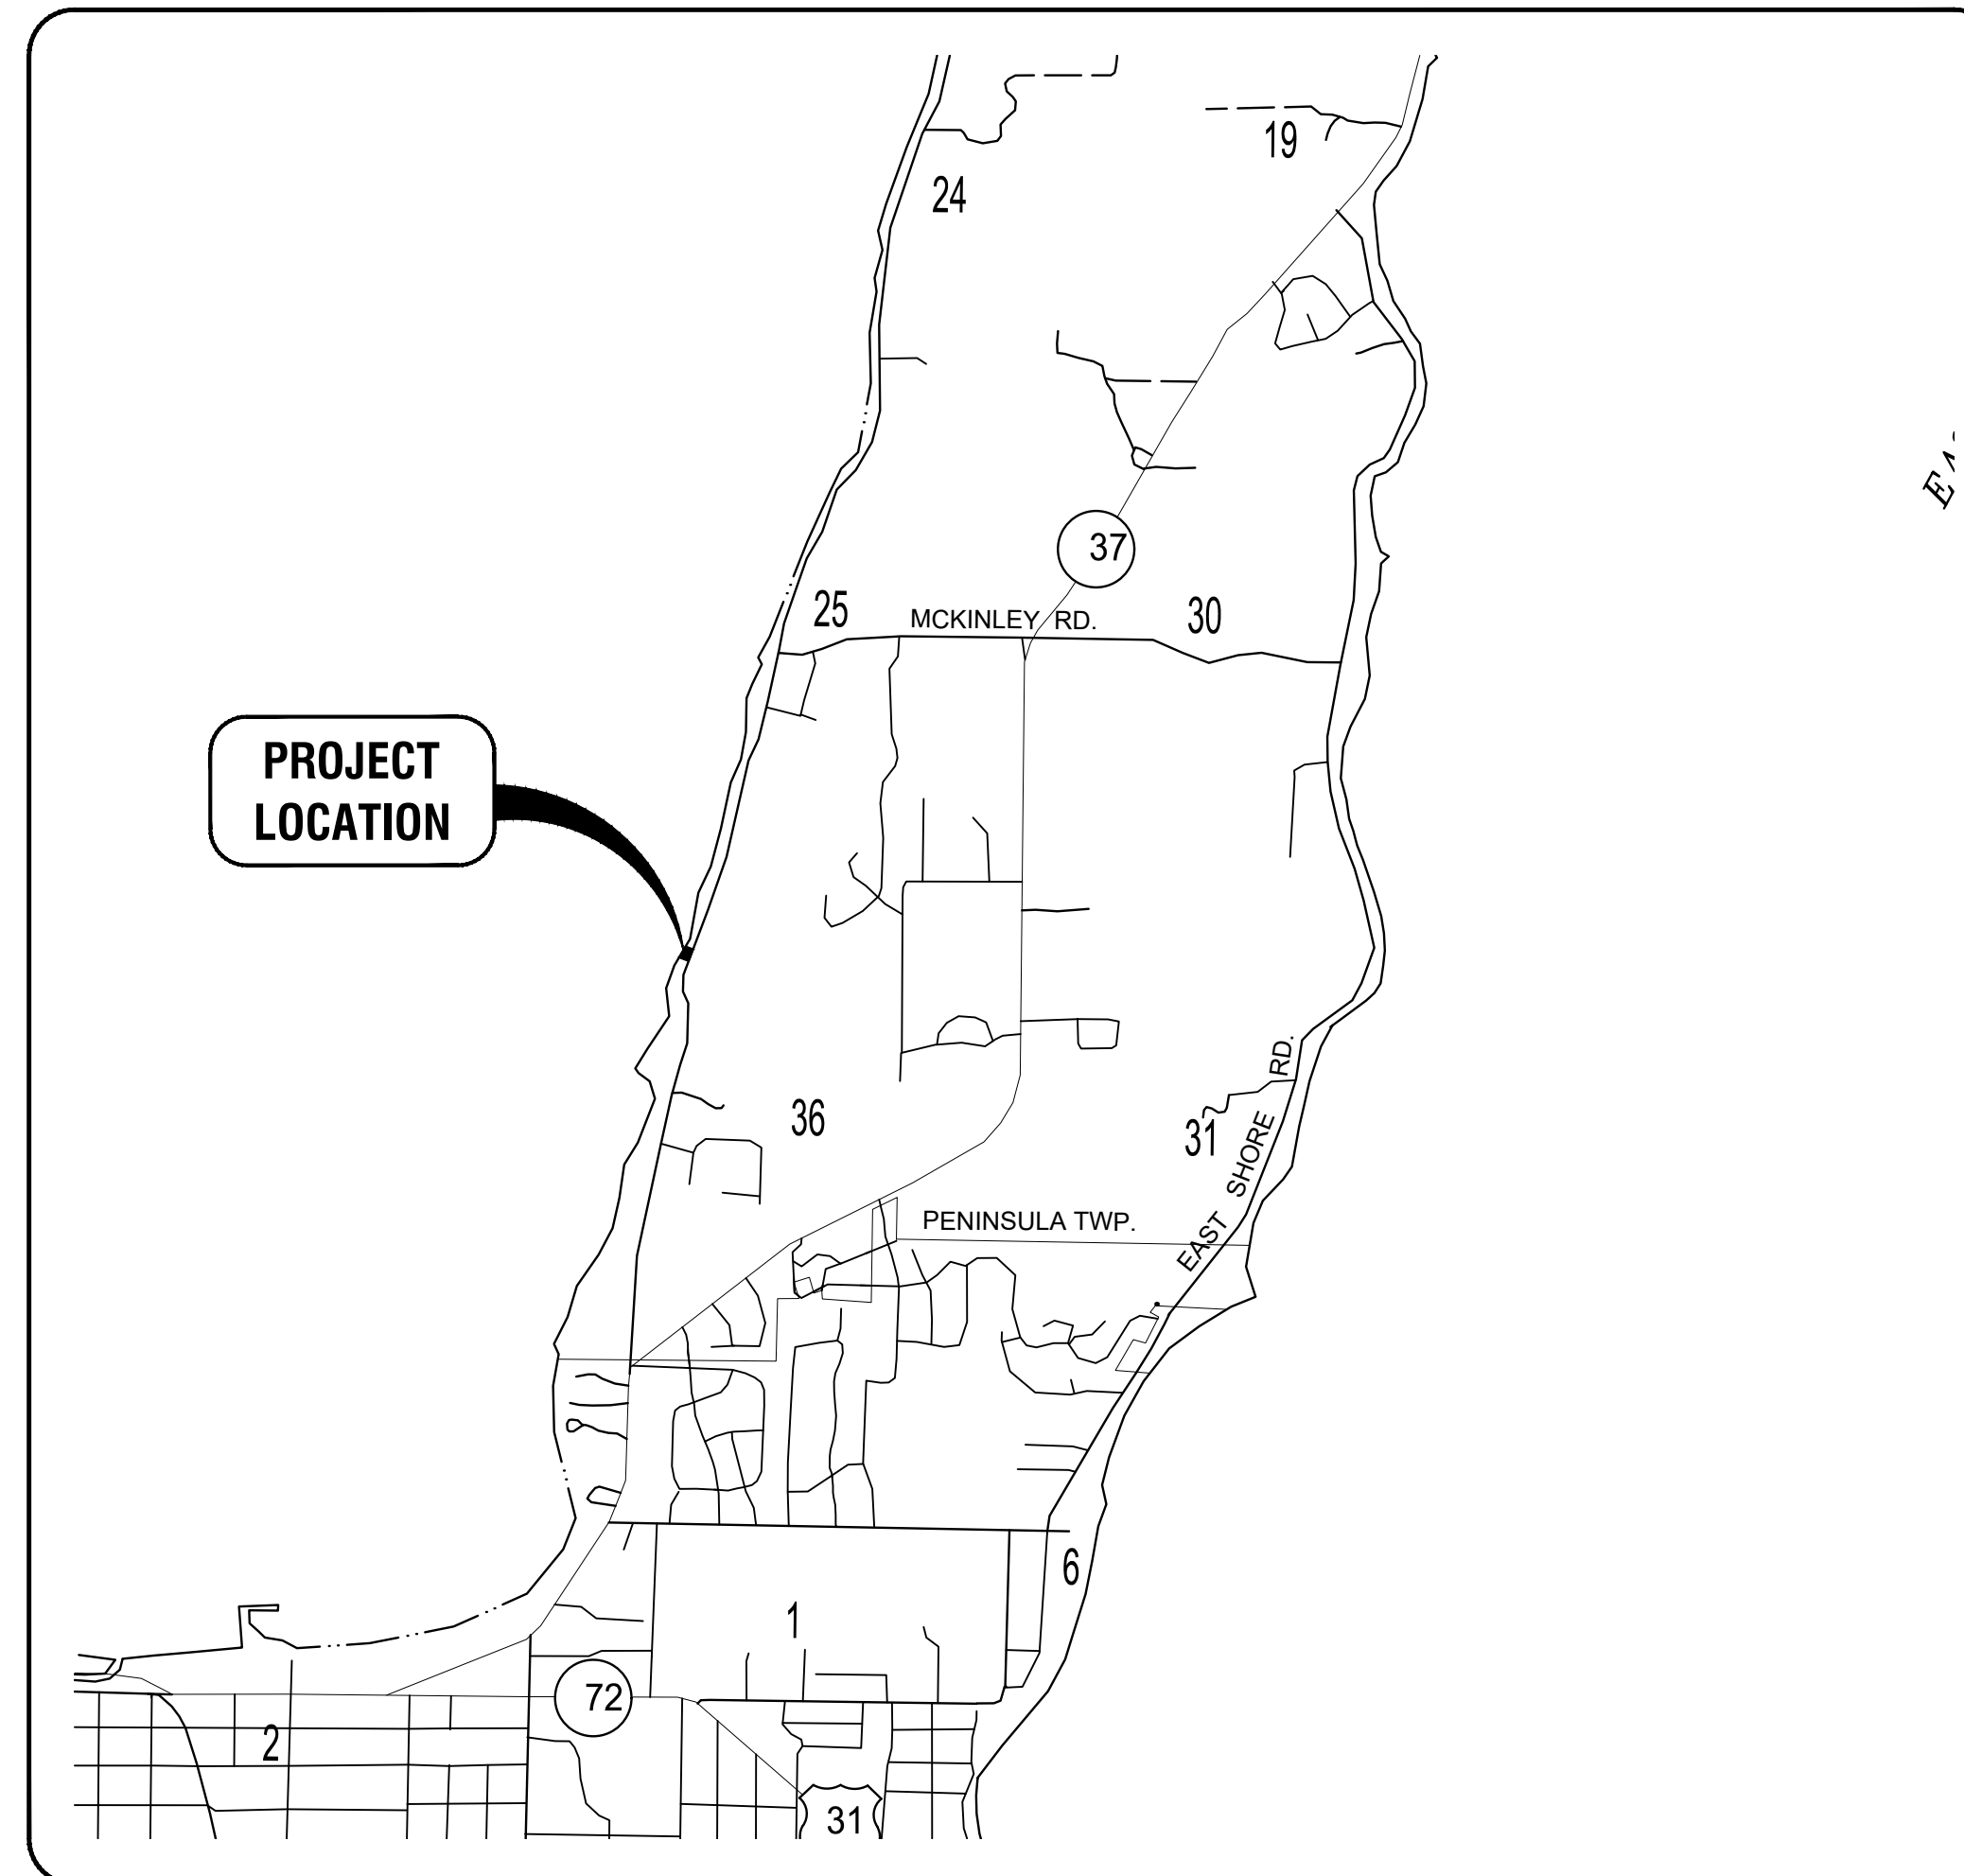 19
24
37
25
MCKINLEY RD.
30
PROJECT
LOCATION
36
31
EAST SHORE RD.
PENINSULA TWP.
6
1
72
2
31